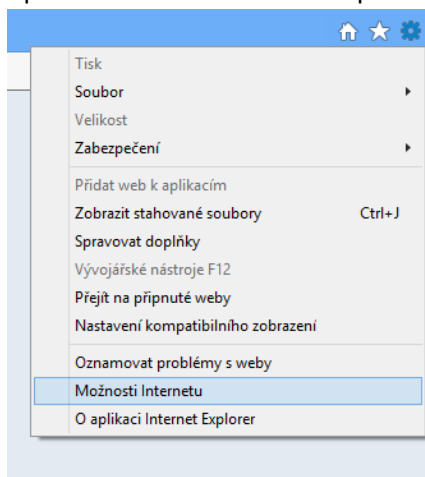 Tisk
Soubor
Velikost
Zabezpečení
Přidat web k aplikacím
Zobrazit stahované soubory Ctrl+J
Spravovat doplňky
Vývojářské nástroje F12
Přejít na připnuté weby
Nastavení kompatibilního zobrazení
Oznamovat problémy s weby
Možnosti Internetu
O aplikaci Internet Explorer